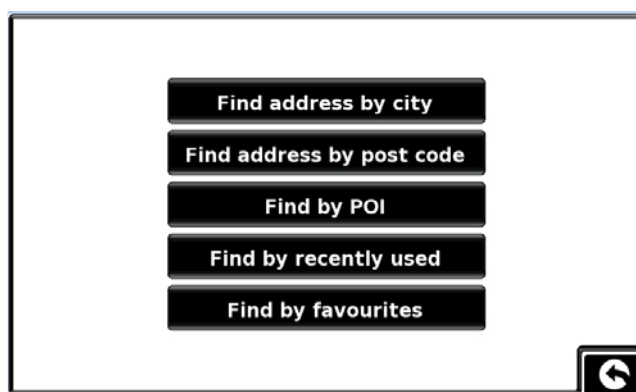 Find address by city
Find address by post code
Find by POI
Find by recently used
Find by favourites